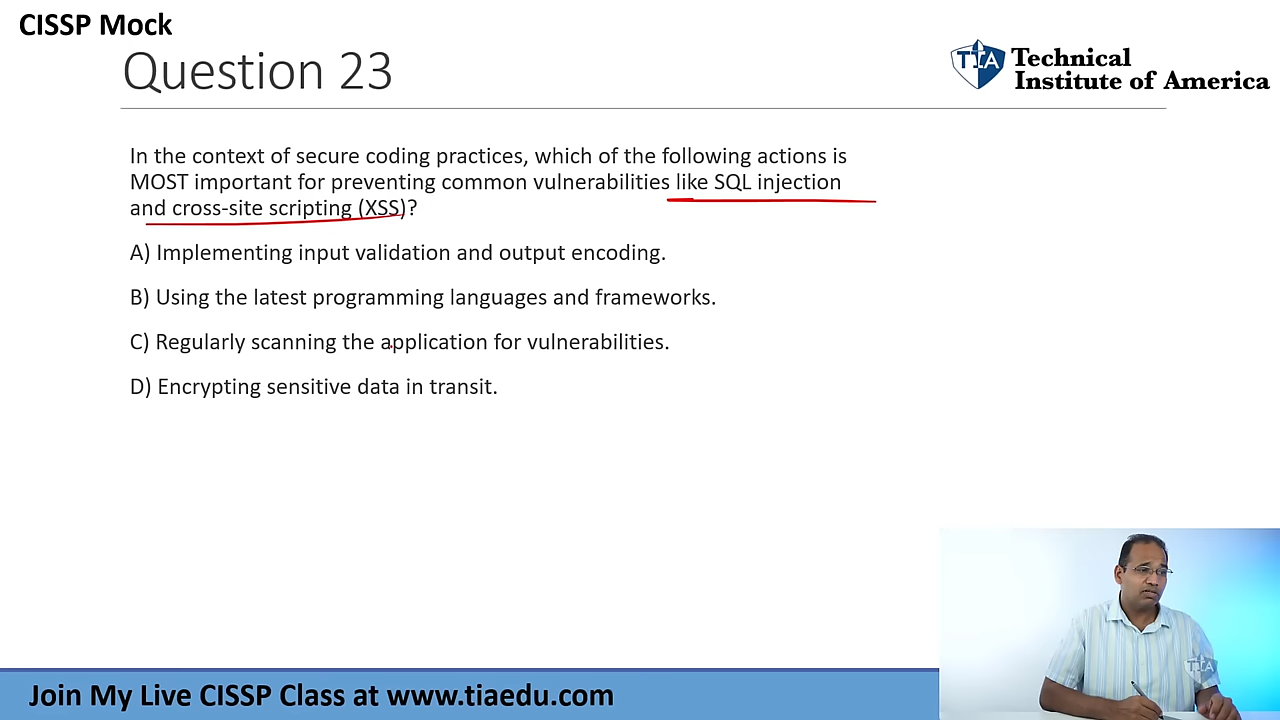 CISSP Mock
Question 23
TIA
Technical
Institute of America
In the context of secure coding practices, which of the following actions is
MOST important for preventing common vulnerabilities like SQL injection
and cross-site scripting (XSS)?
A) Implementing input validation and output encoding.
B) Using the latest programming languages and frameworks.
C) Regularly scanning the application for vulnerabilities.
D) Encrypting sensitive data in transit.
TIA
Join My Live CISSP Class at www.tiaedu.com